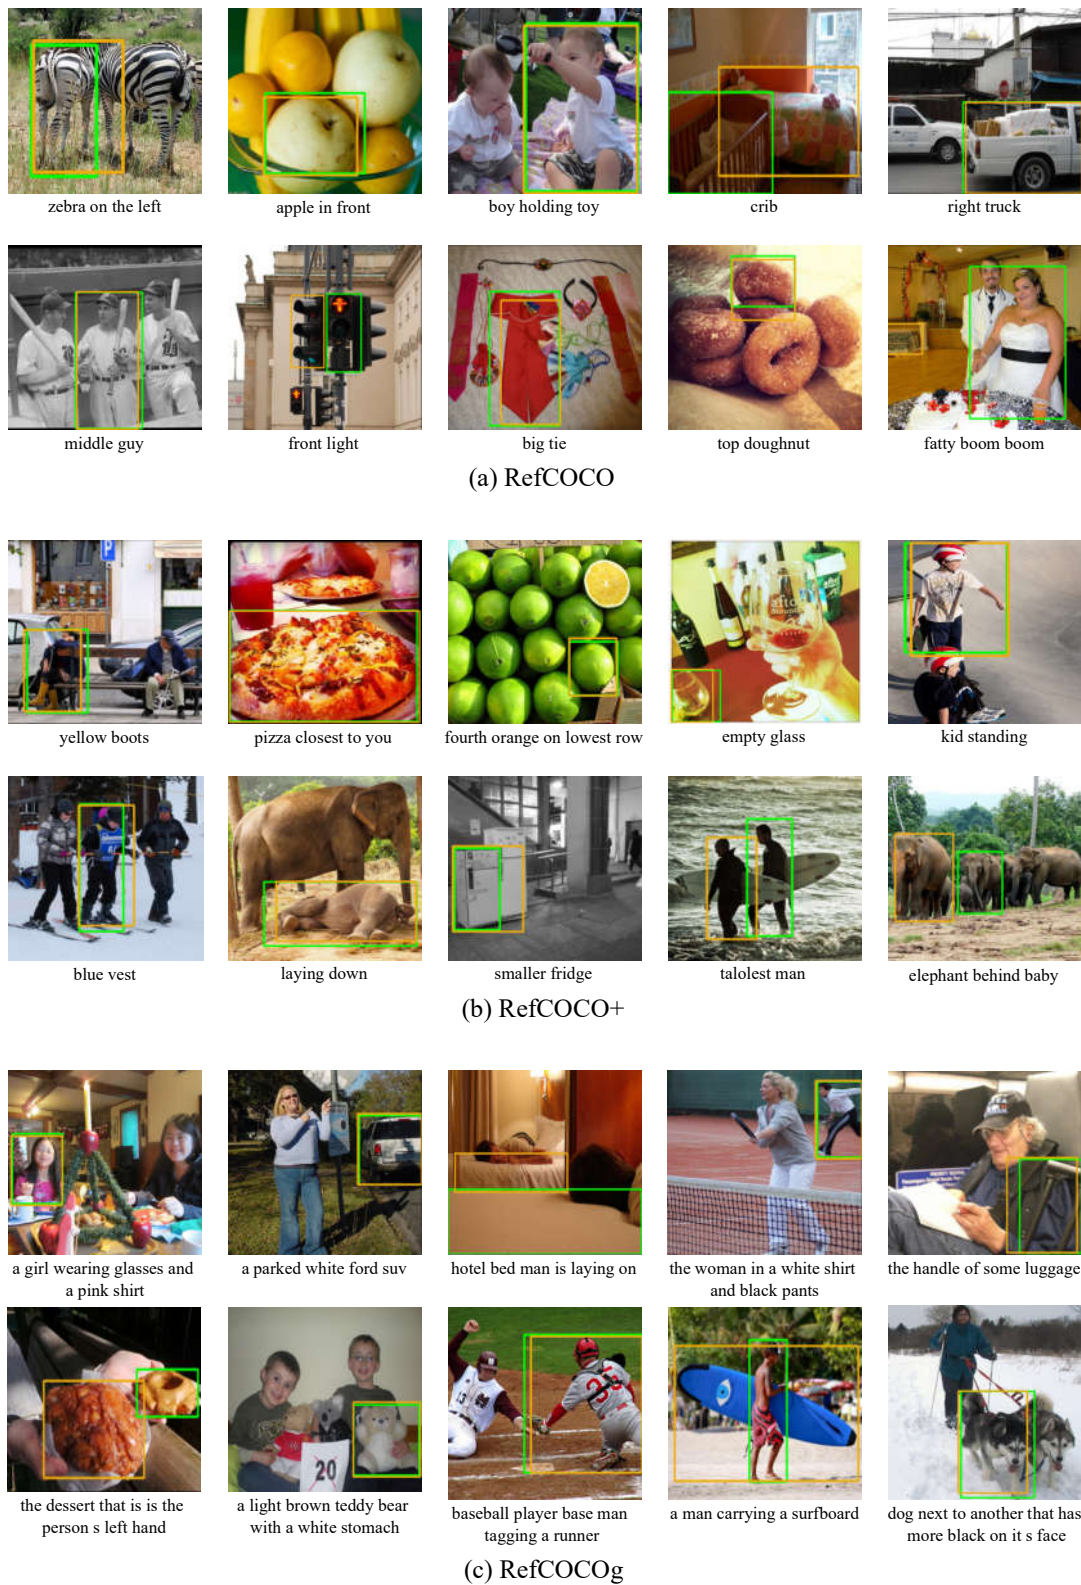 zebra on the left
apple in front
boy holding toy
crib
right truck
middle guy
front light
big tie
top doughnut
fatty boom boom
(a) RefCOCO
P
yellow boots
pizza closest to you
fourth orange on lowest row
empty glass
kid standing
blue vest
laying down
smaller fridge
talolest man
elephant behind baby
(b) RefCOCO+
a girl wearing glasses and
a pink shirt
a parked white ford suv
hotel bed man is laying on
the woman in a white shirt
and black pants
the handle of some luggage
20
35
the dessert that is is the
person s left hand
a light brown teddy bear
with a white stomach
baseball player base man
tagging a runner
a man carrying a surfboard
dog next to another that has
more black on it s face
(c) RefCOCOg